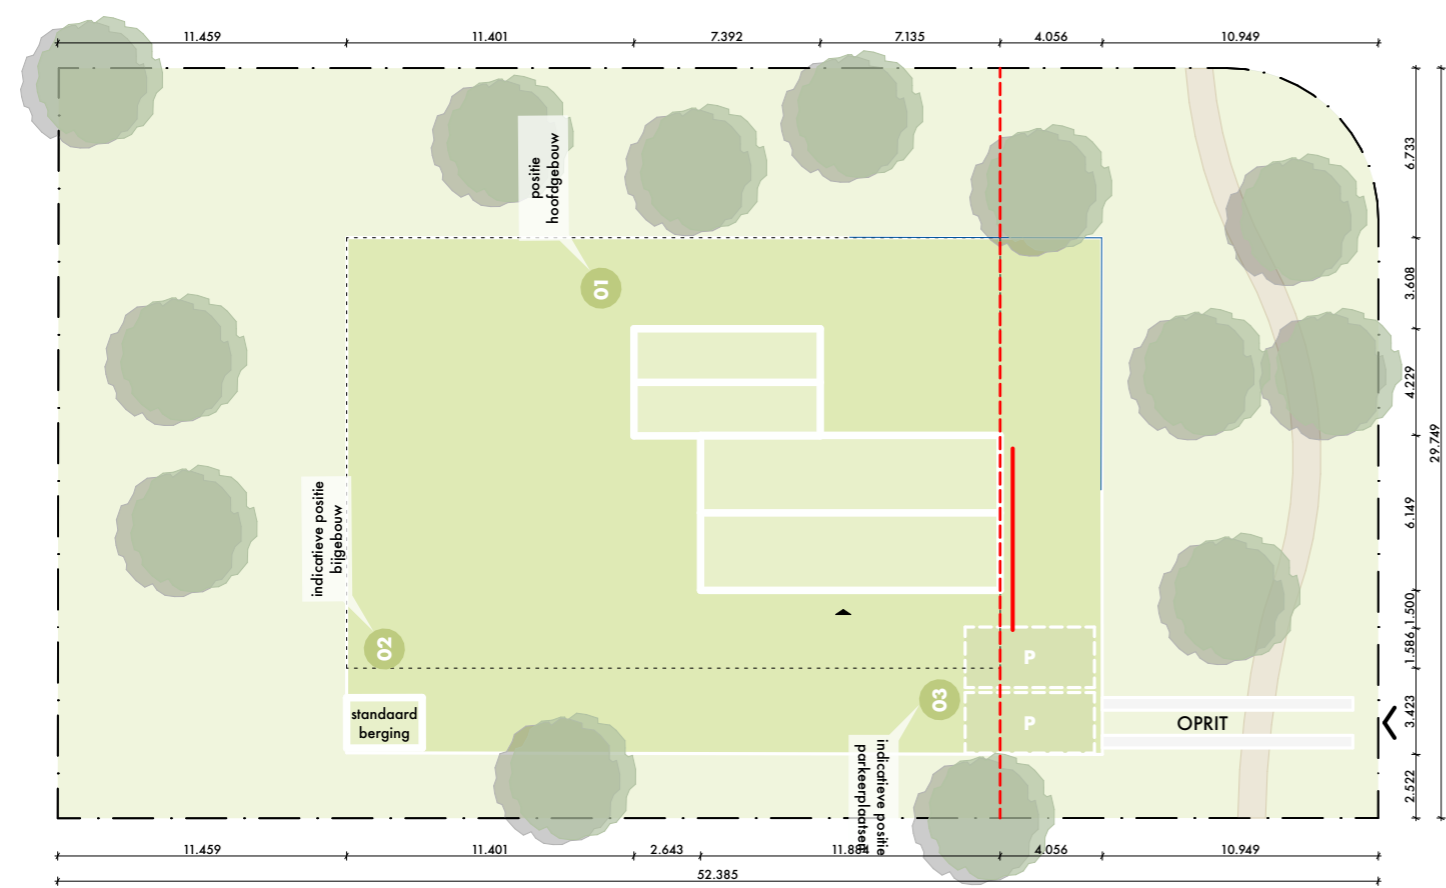 11.459
11.401
7.392
7.135
4.056
10.949
positie
hoofdgebouw
01
6.733
3.608
4.229
29.749
6.149
1.500
1.586
3.423
2.522
indicatieve positie
bijgebouw
02
standaard
berging
03
indicatieve positie
parkeerplaatsen
P
P
OPRIT
11.459
11.401
2.643
11.884
4.056
10.949
52.385